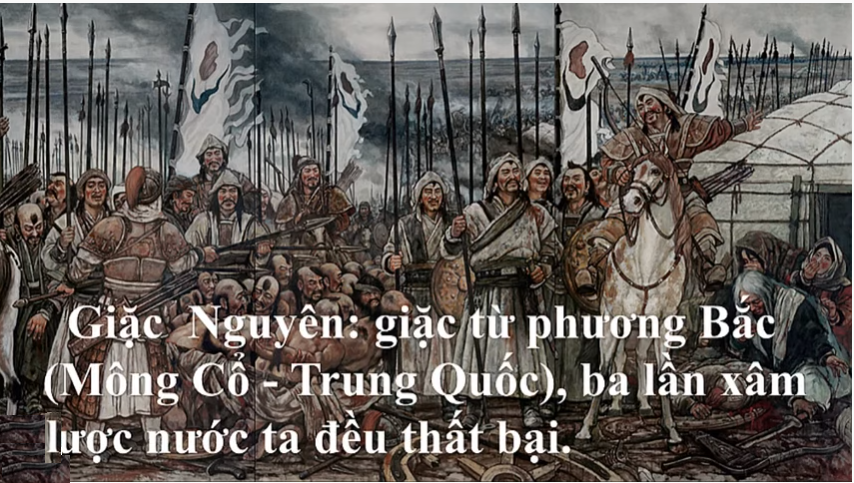 Giặc Nguyên: giặc từ phương Bắc
(Mông Cổ - Trung Quốc), ba lần xâm
lược nước ta đều thất bại.